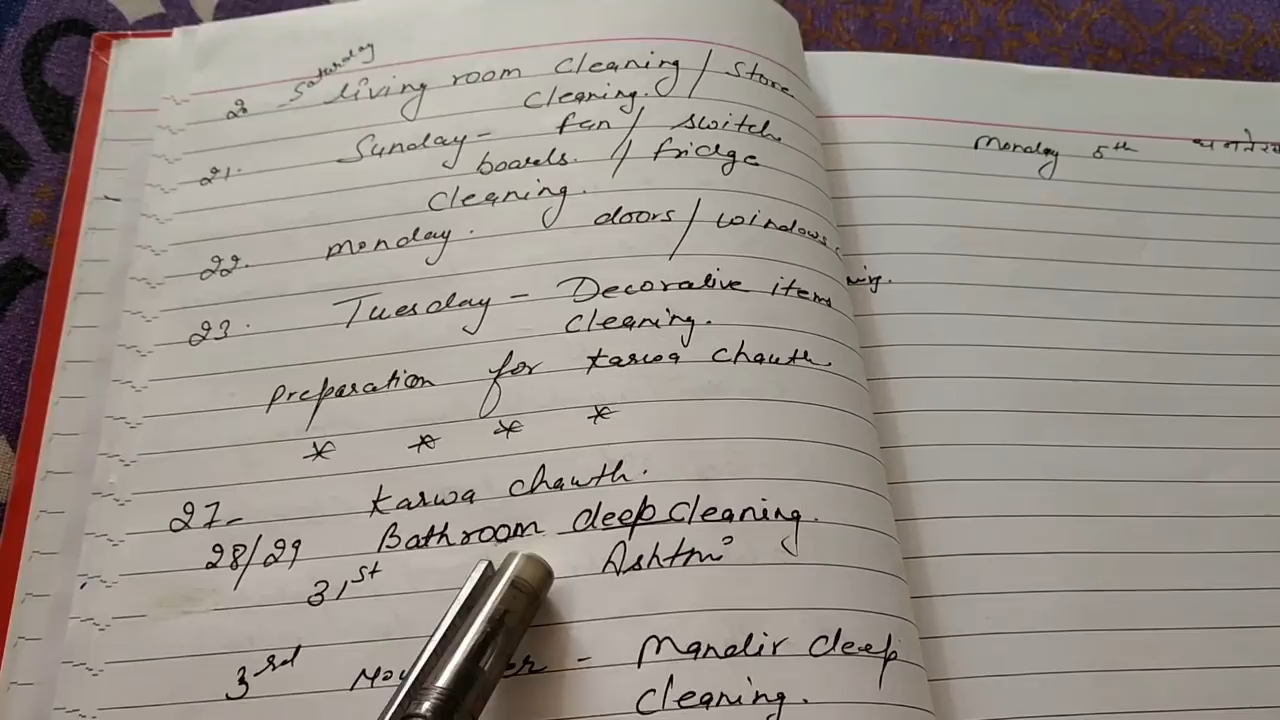 Saturday
20 living room cleaning / Store
cleaning.
21. Sunday - fan / switch
boards. / fridge
cleaning.
22. Monday. doors / windows
23. Tuesday - Decorative items
cleaning.
Preparation for Karwa chauth
* * * *
27- Karwa chauth.
28/29 Bathroom deep cleaning.
31st Ashtmi
3rd - Mandir deep
cleaning.
Monday 5th